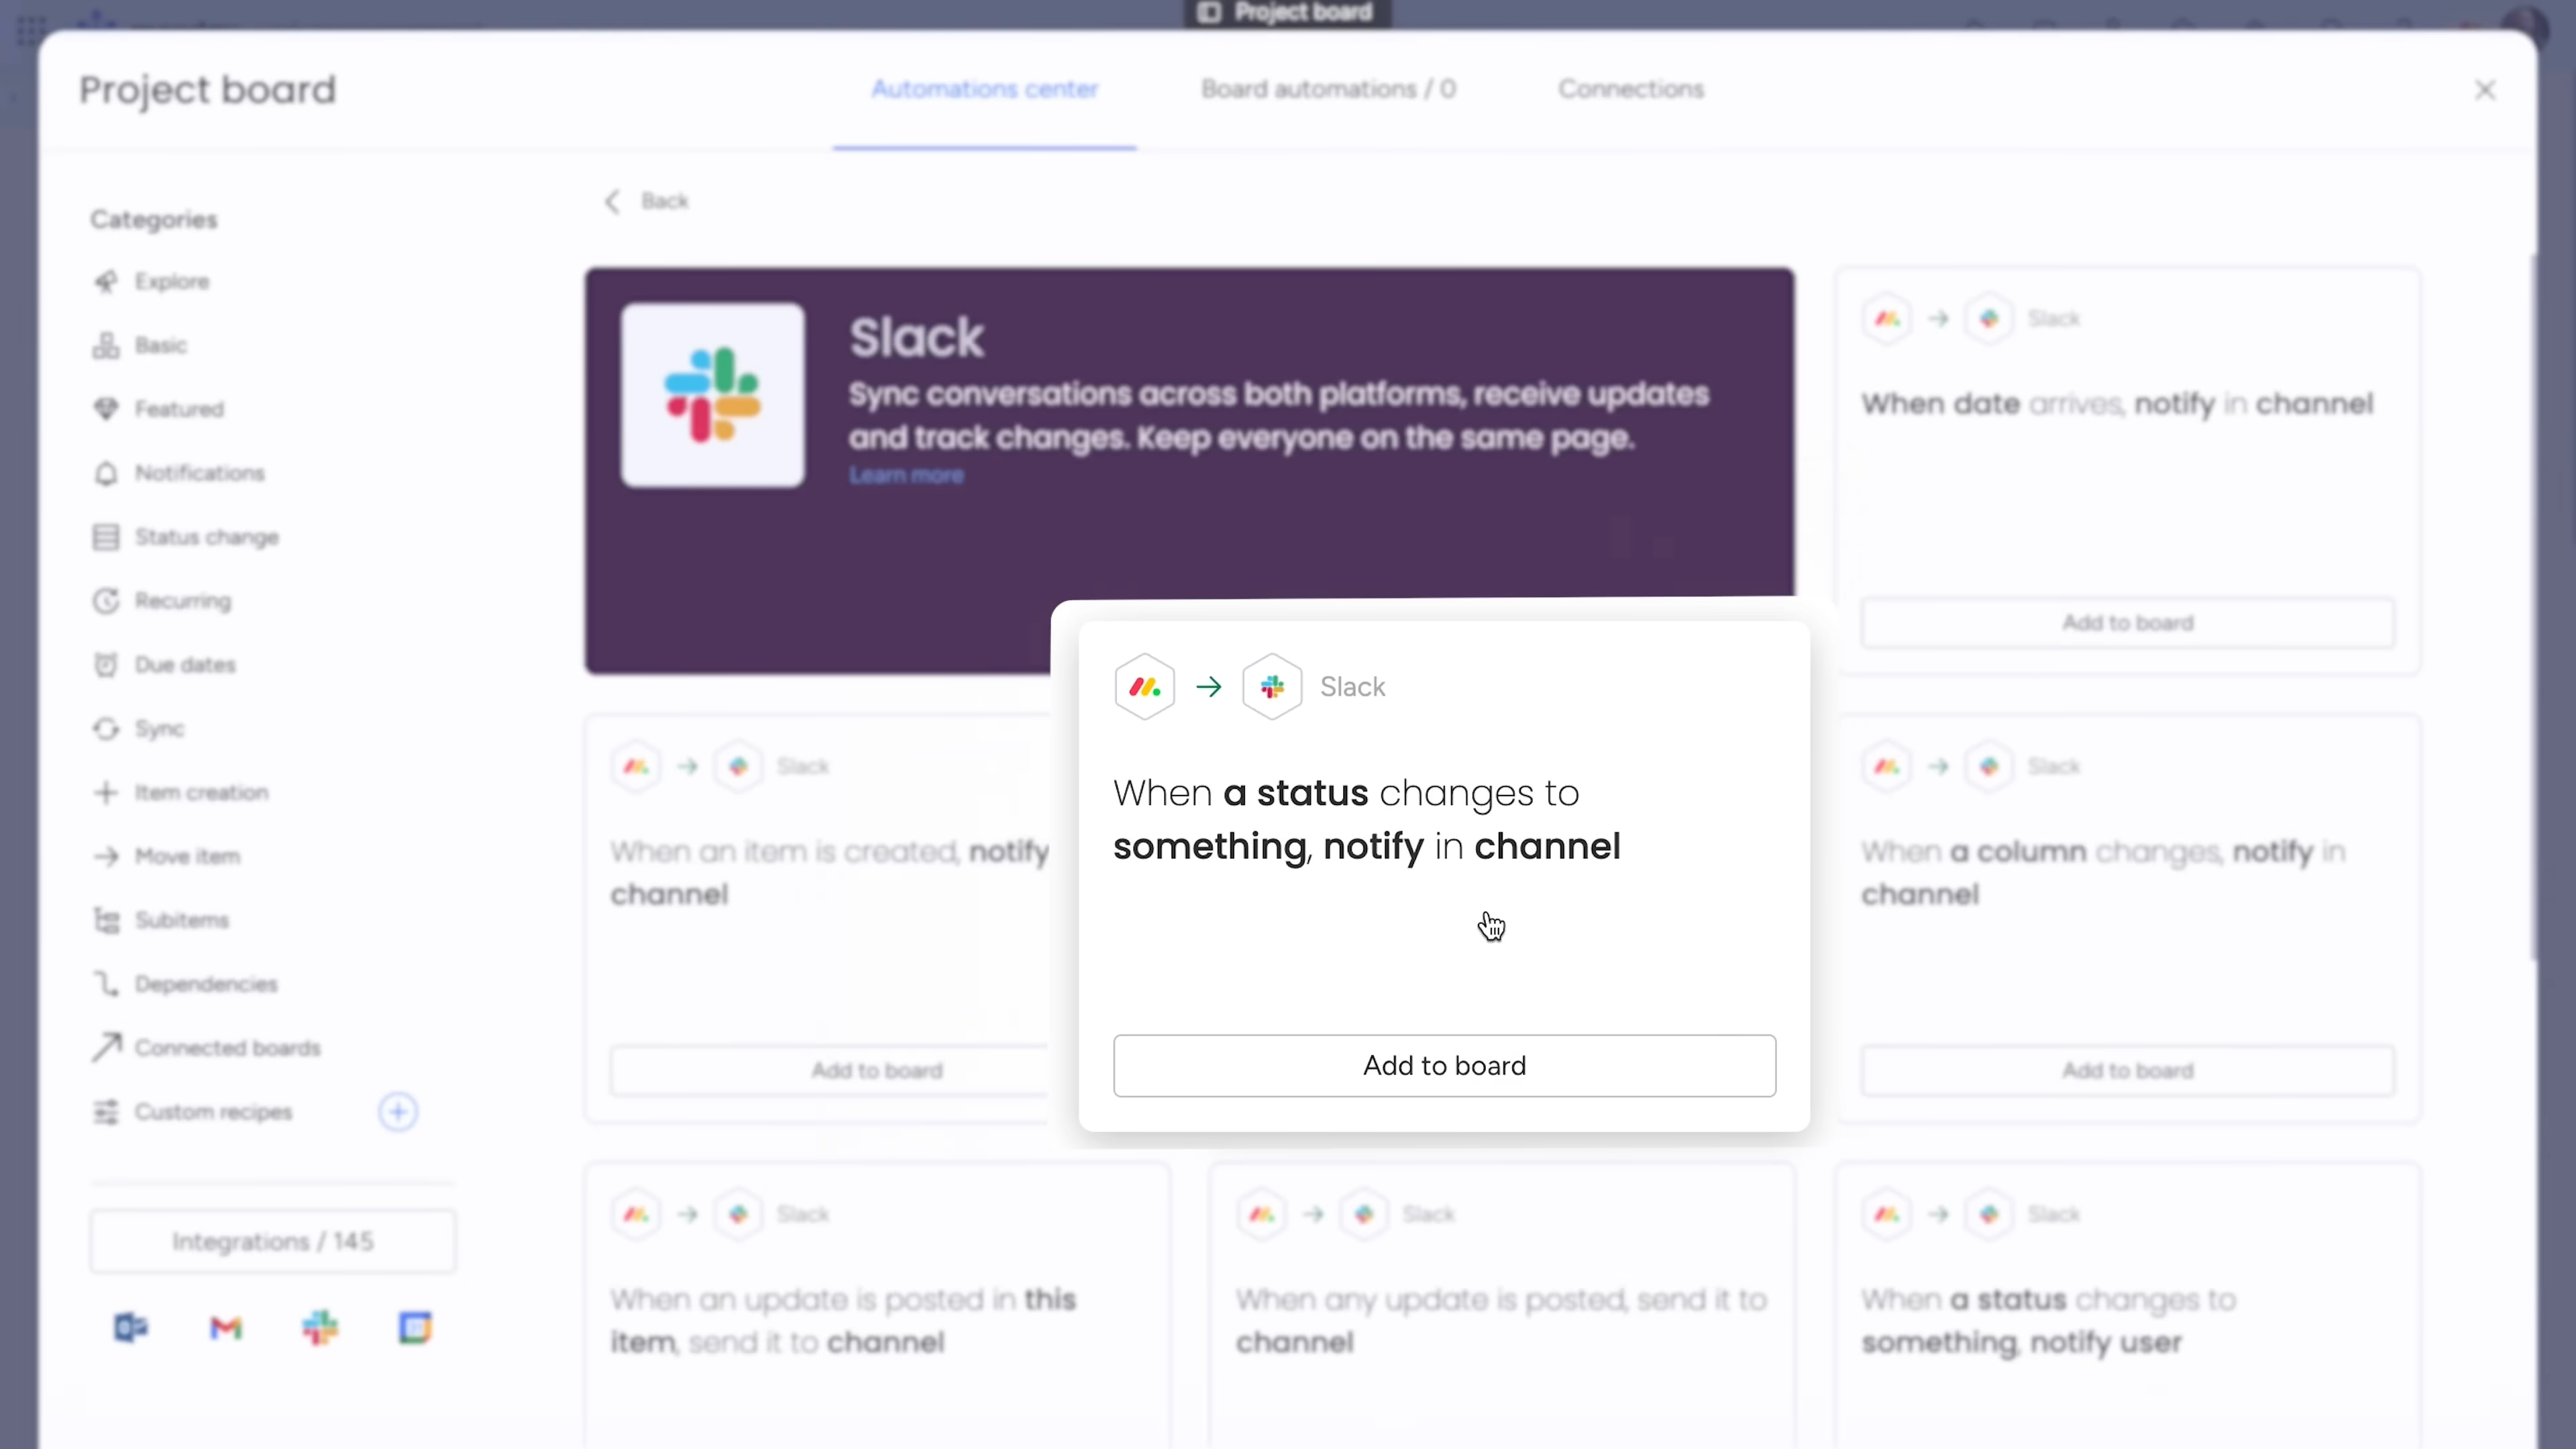 Project board
Project board
Automations center
Board automations / 0
Connections
Categories
Explore
Basic
Featured
Notifications
Status change
Recurring
Due dates
Sync
Item creation
Move item
Subitems
Dependencies
Connected boards
Custom recipes
Integrations / 145
Back
Slack
Sync conversations across both platforms, receive updates
and track changes. Keep everyone on the same page.
Learn more
Slack
When date arrives, notify in channel
Add to board
Slack
When an item is created, notify
channel
Add to board
Slack
When a status changes to
something, notify in channel
Add to board
Slack
When a column changes, notify in
channel
Add to board
Slack
When an update is posted in this
item, send it to channel
Slack
When any update is posted, send it to
channel
Slack
When a status changes to
something, notify user